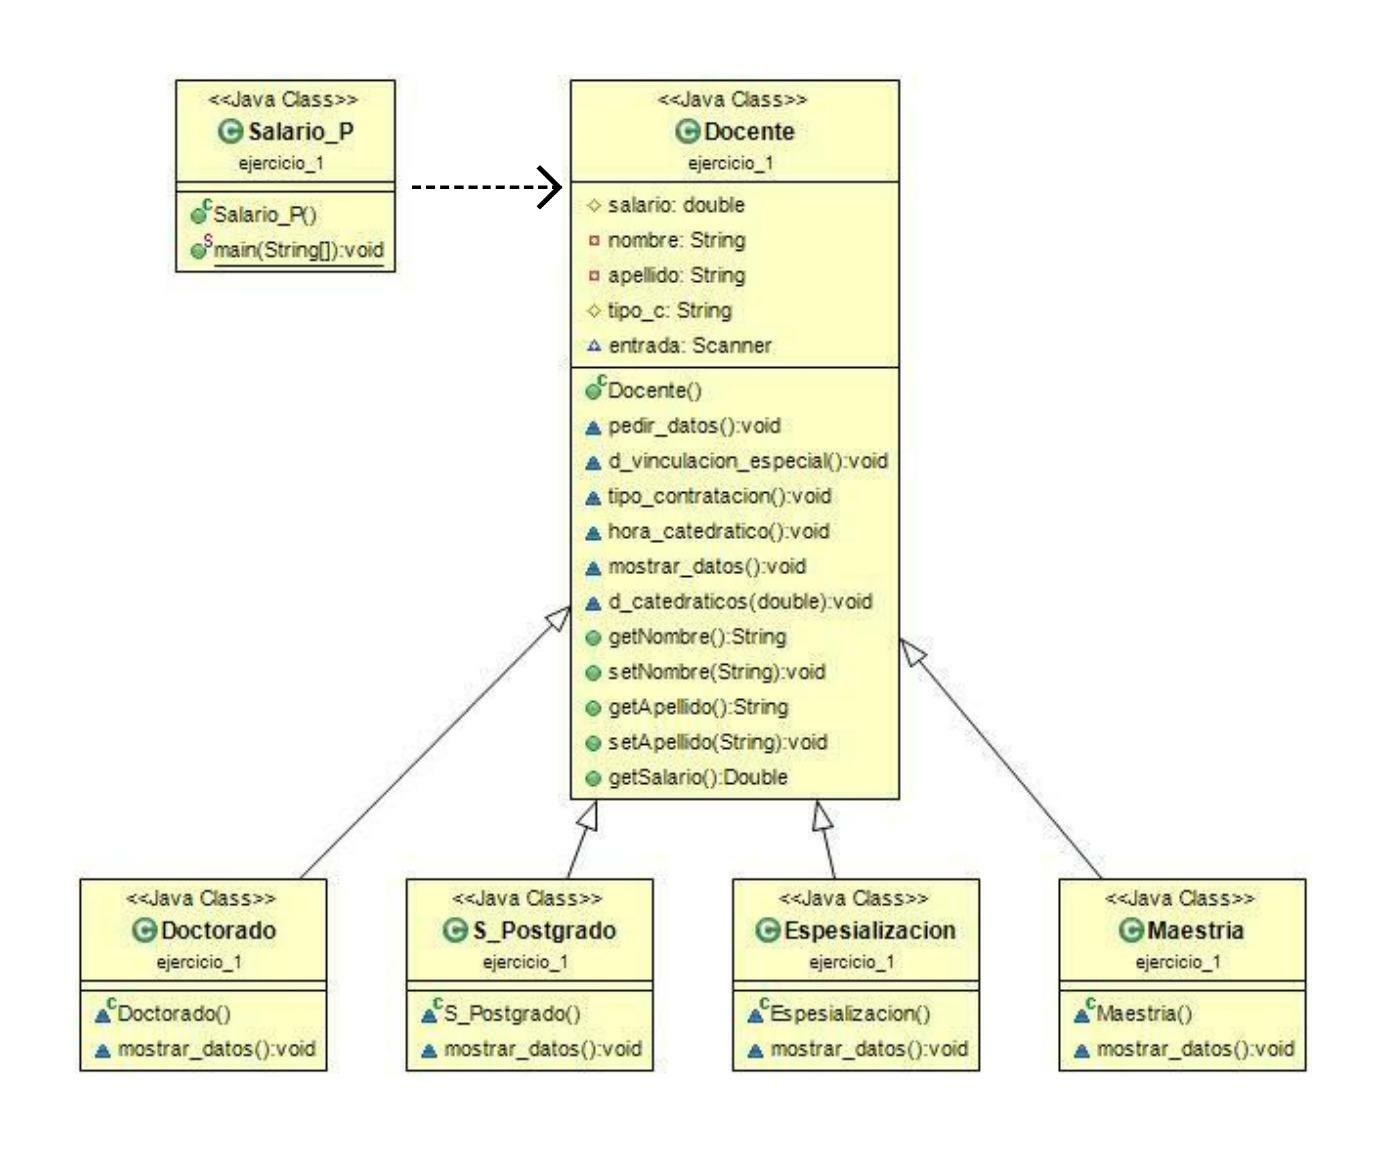 <<Java Class>>
Salario_P
ejercicio_1
Salario_P()
main(String[]):void
<<Java Class>>
Docente
ejercicio_1
salario: double
nombre: String
apellido: String
tipo_c: String
entrada: Scanner
Docente()
pedir_datos():void
d_vinculacion_especial():void
tipo_contratacion():void
hora_catedratico():void
mostrar_datos():void
d_catedraticos(double):void
getNombre():String
setNombre(String):void
getApellido():String
setApellido(String):void
getSalario():Double
<<Java Class>>
Doctorado
ejercicio_1
Doctorado()
mostrar_datos():void
<<Java Class>>
S_Postgrado
ejercicio_1
S_Postgrado()
mostrar_datos():void
<<Java Class>>
Espesializacion
ejercicio_1
Espesializacion()
mostrar_datos():void
<<Java Class>>
Maestria
ejercicio_1
Maestria()
mostrar_datos():void